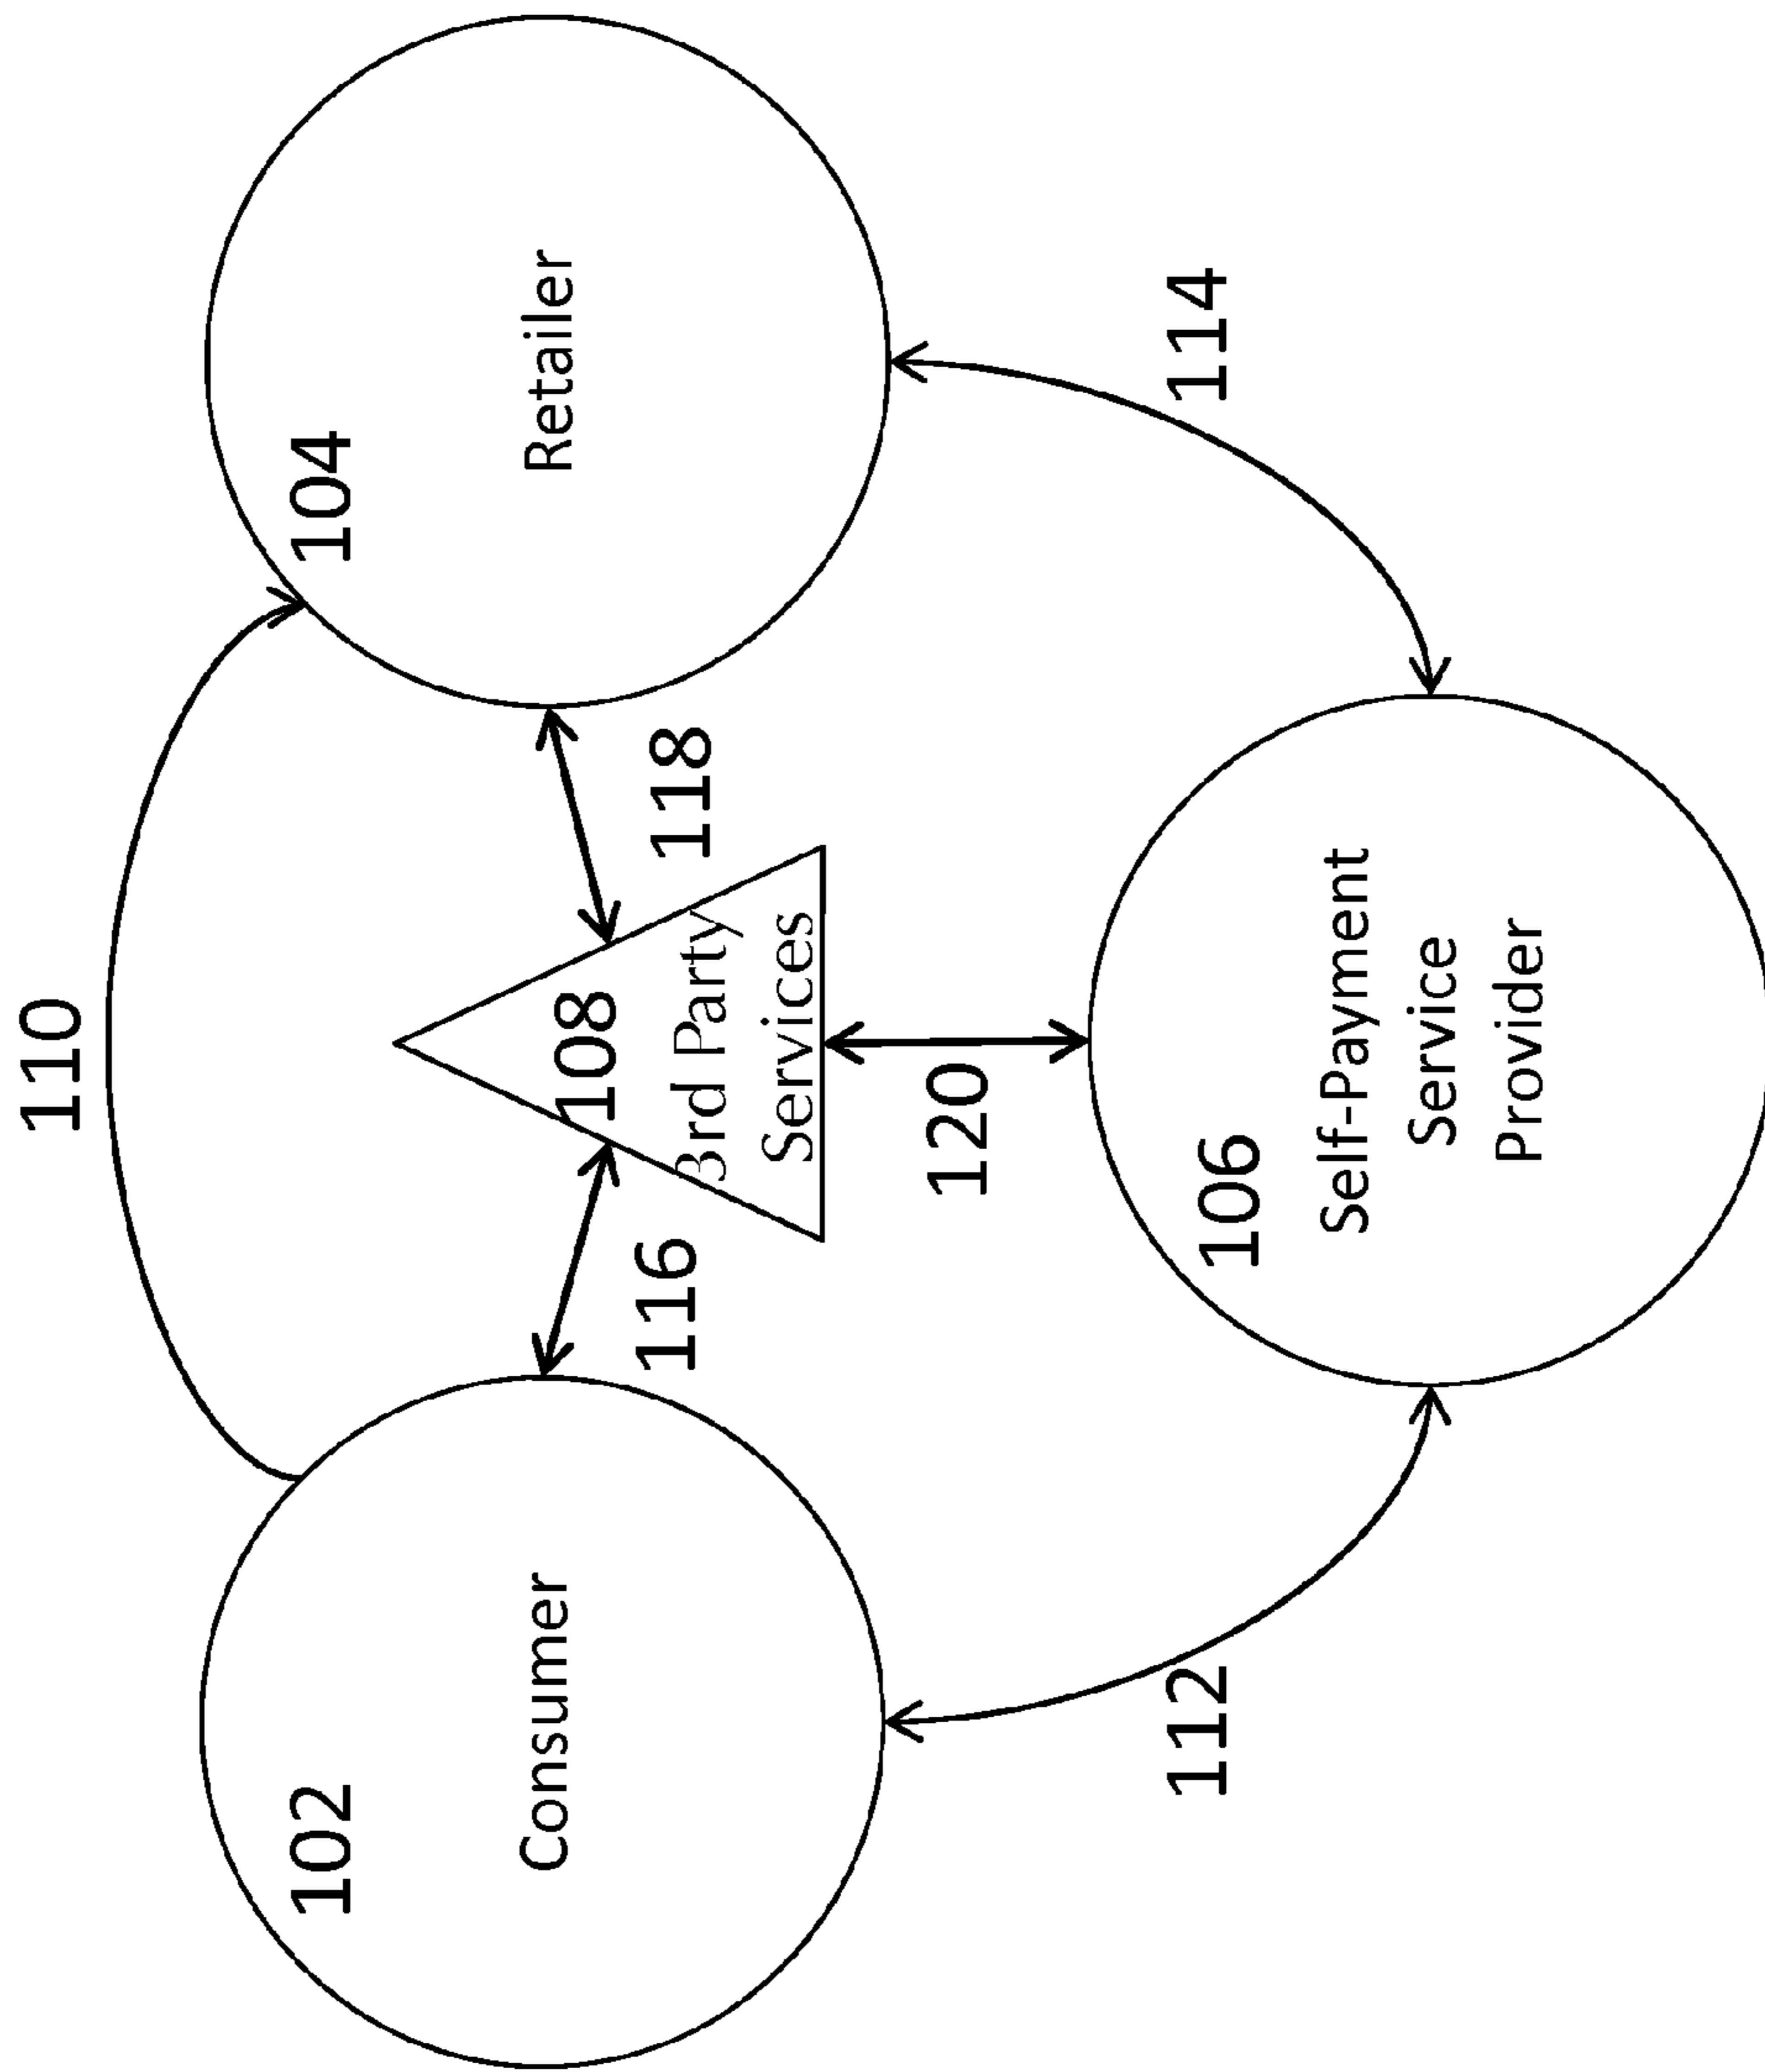 110
102
104
Consumer
Retailer
108
116
118
3rd Party
Services
120
106
112
114
Self-Payment
Service
Provider